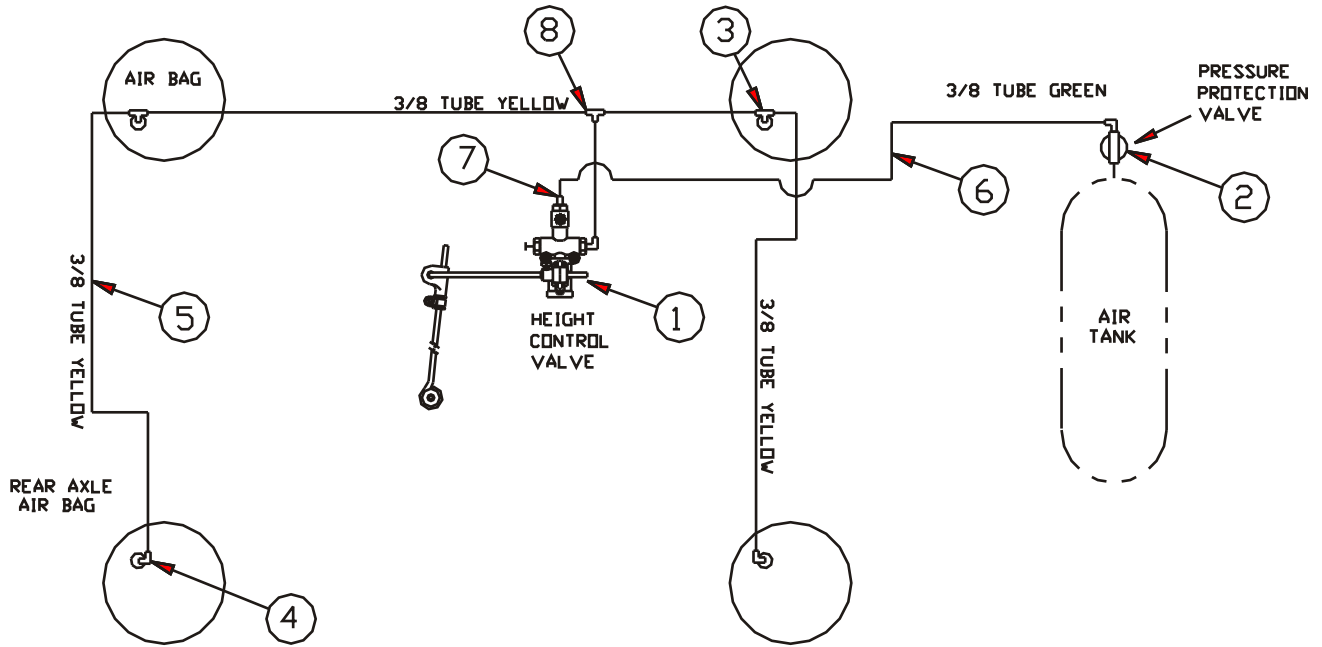 8
3
AIR BAG
3/8 TUBE YELLOW
3/8 TUBE GREEN
PRESSURE
PROTECTION
VALVE
7
6
2
3/8 TUBE YELLOW
5
1
HEIGHT
CONTROL
VALVE
3/8 TUBE YELLOW
AIR
TANK
REAR AXLE
AIR BAG
4